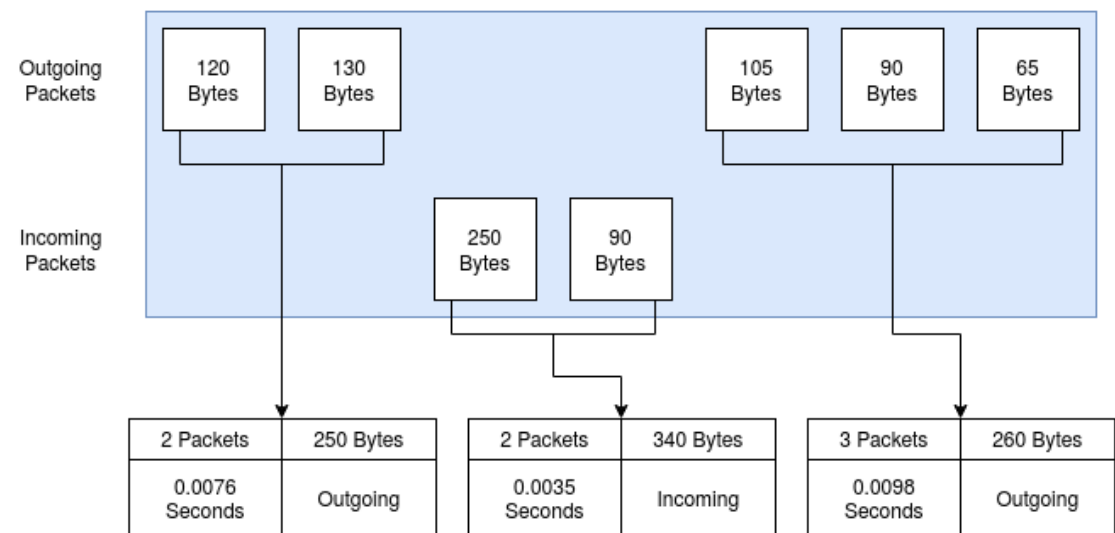 Outgoing
Packets
120
Bytes
130
Bytes
105
Bytes
90
Bytes
65
Bytes
Incoming
Packets
250
Bytes
90
Bytes
2 Packets
250 Bytes
0.0076
Seconds
Outgoing
2 Packets
340 Bytes
0.0035
Seconds
Incoming
3 Packets
260 Bytes
0.0098
Seconds
Outgoing